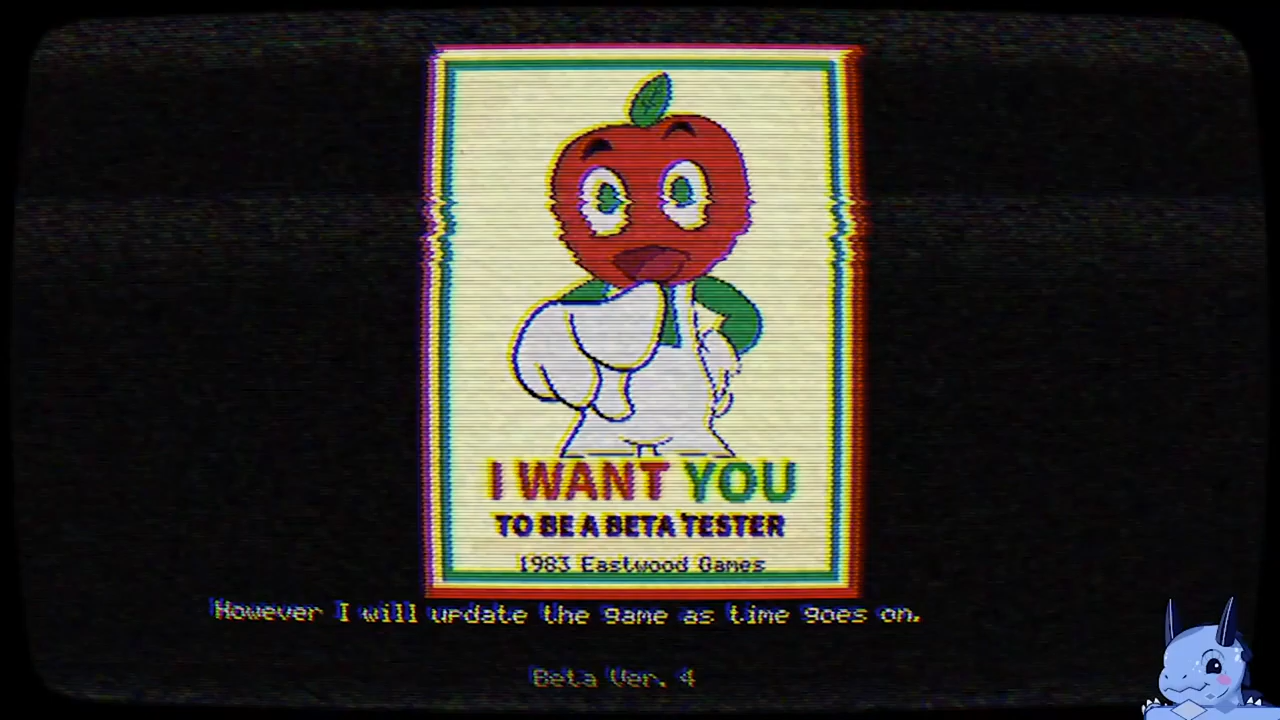 I WANT YOU
TO BE A BETA TESTER
1983 Eastwood Games
However I will update the game as time goes on.
Beta Ver. 4